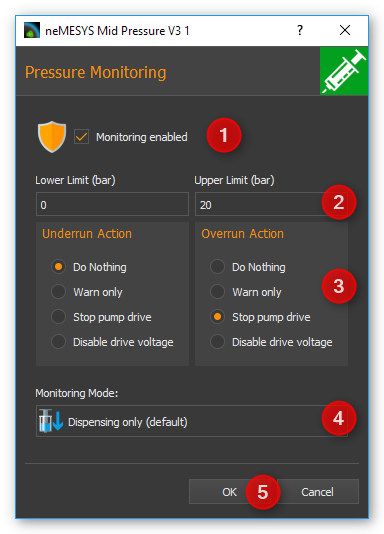 neMESYS Mid Pressure V3 1
?
Pressure Monitoring
Monitoring enabled
1
Lower Limit (bar)
Upper Limit (bar)
0
20
2
Underrun Action
Overrun Action
Do Nothing
Do Nothing
Warn only
Warn only
3
Stop pump drive
Stop pump drive
Disable drive voltage
Disable drive voltage
Monitoring Mode:
Dispensing only (default)
4
OK
5
Cancel